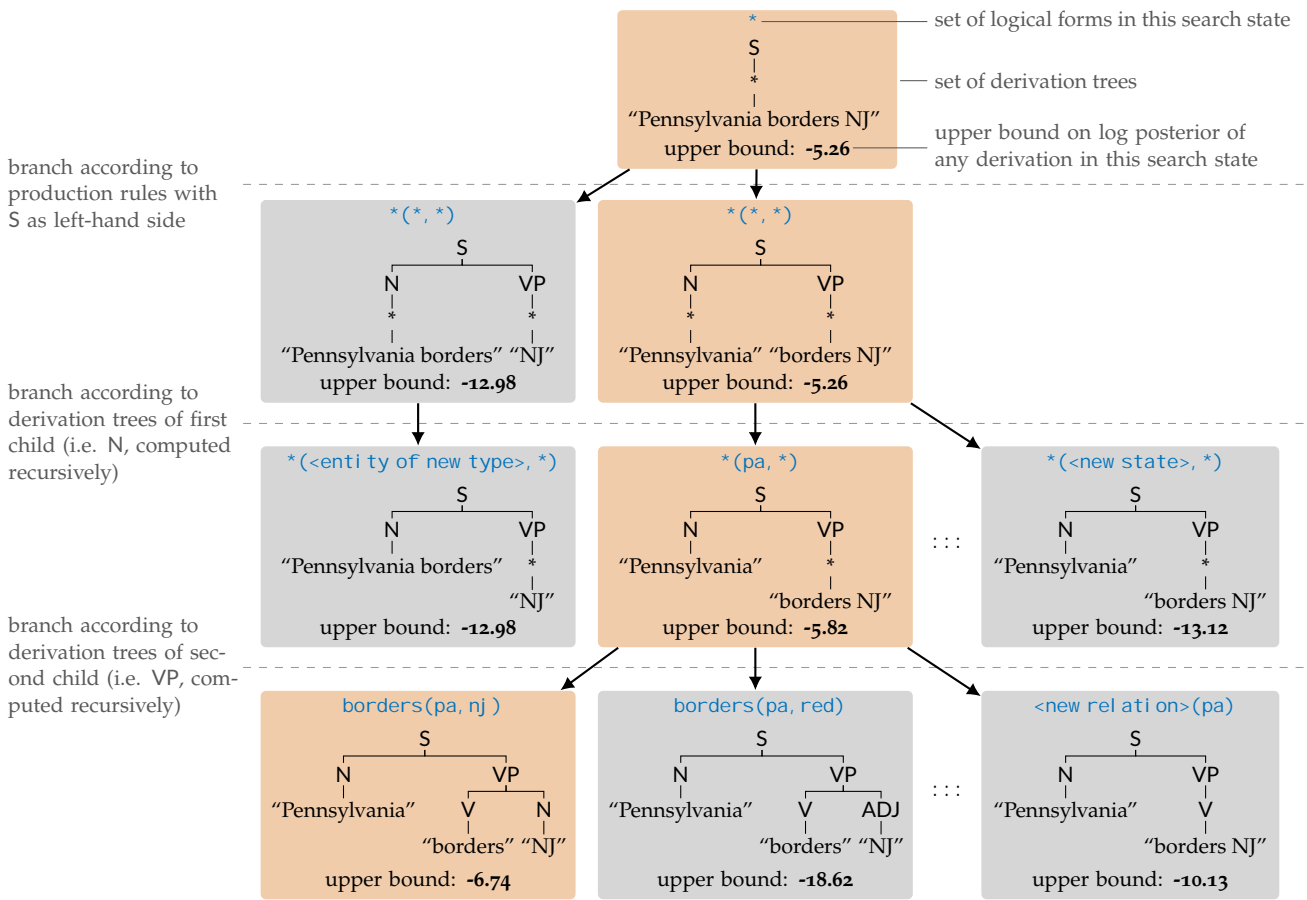 *
set of logical forms in this search state
S
*
set of derivation trees
“Pennsylvania borders NJ”
upper bound: -5.26
upper bound on log posterior of
any derivation in this search state
branch according to
production rules with
S as left-hand side
*(*,*)
S
N VP
* *
“Pennsylvania borders” “NJ”
upper bound: -12.98
*(*,*)
S
N VP
* *
“Pennsylvania” “borders NJ”
upper bound: -5.26
branch according to
derivation trees of first
child (i.e. N, computed
recursively)
*(<entity of new type>,*)
S
N VP
“Pennsylvania borders” *
“NJ”
upper bound: -12.98
*(pa,*)
S
N VP
“Pennsylvania” *
“borders NJ”
upper bound: -5.82
:::
*(<new state>,*)
S
N VP
“Pennsylvania” *
“borders NJ”
upper bound: -13.12
branch according to
derivation trees of sec-
ond child (i.e. VP, com-
puted recursively)
borders(pa,nj)
S
N VP
“Pennsylvania” V N
“borders” “NJ”
upper bound: -6.74
borders(pa,red)
S
N VP
“Pennsylvania” V ADJ
“borders” “NJ”
upper bound: -18.62
:::
<new relation>(pa)
S
N VP
“Pennsylvania” V
“borders NJ”
upper bound: -10.13